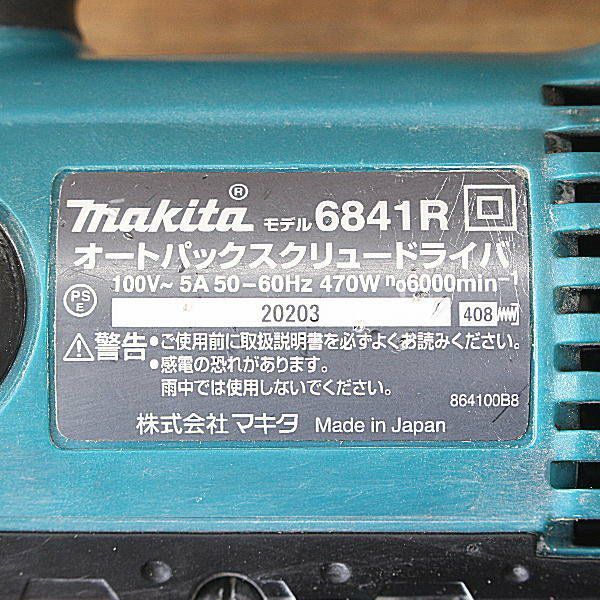 makita® モデル 6841R
オートパックスクリュードライバ
100V～ 5A 50－60Hz 470W n₀6000min⁻¹
PS E 20203 408
⚠警告 •ご使用前に取扱説明書を必ずよくお読みください。
•感電の恐れがあります。
雨中では使用しないでください。
864100B8
株式会社 マキタ Made in Japan